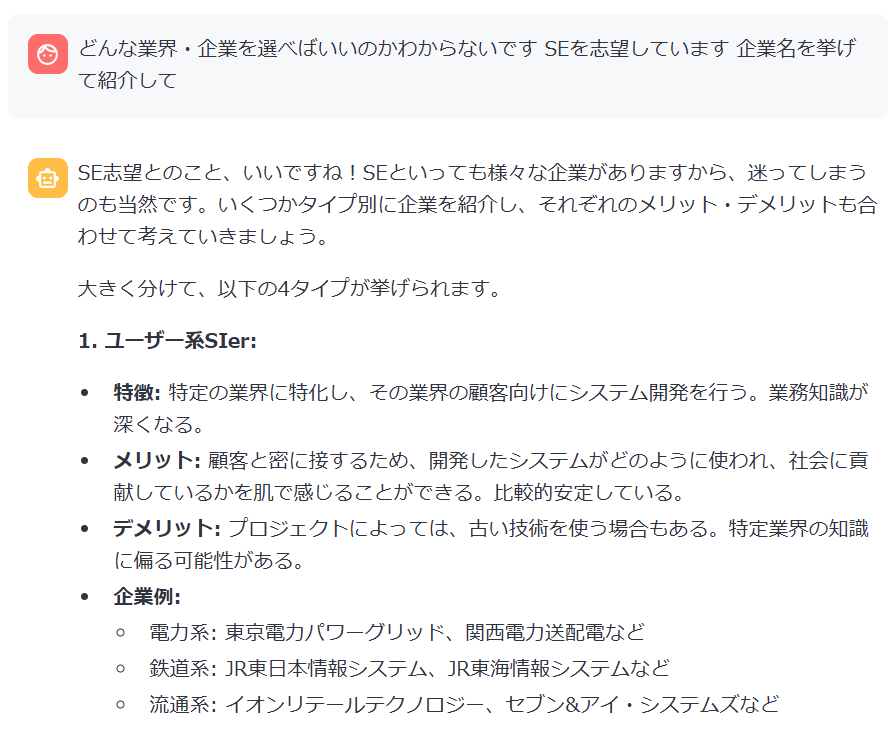 どんな業界・企業を選べばいいのかわからないです SEを志望しています 企業名を挙げ
て紹介して
SE志望とのこと、いいですね！SEといっても様々な企業がありますから、迷ってしまう
のも当然です。いくつかタイプ別に企業を紹介し、それぞれのメリット・デメリットも合
わせて考えていきましょう。
大きく分けて、以下の4タイプが挙げられます。
1. ユーザー系SIer:
• 特徴: 特定の業界に特化し、その業界の顧客向けにシステム開発を行う。業務知識が
深くなる。
• メリット: 顧客と密に接するため、開発したシステムがどのように使われ、社会に貢
献しているかを肌で感じることができる。比較的安定している。
• デメリット: プロジェクトによっては、古い技術を使う場合もある。特定業界の知識
に偏る可能性がある。
• 企業例:
○ 電力系: 東京電力パワーグリッド、関西電力送配電など
○ 鉄道系: JR東日本情報システム、JR東海情報システムなど
○ 流通系: イオンリテールテクノロジー、セブン&アイ・システムズなど